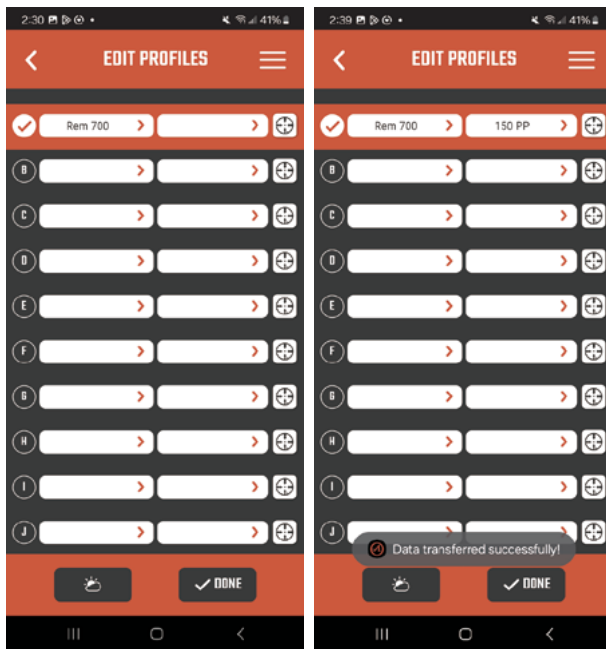 2:30
41%
EDIT PROFILES
Rem 700
B
C
D
E
F
G
H
I
J
DONE
2:39
41%
EDIT PROFILES
Rem 700 150 PP
B
C
D
E
F
G
H
I
J
Data transferred successfully!
DONE